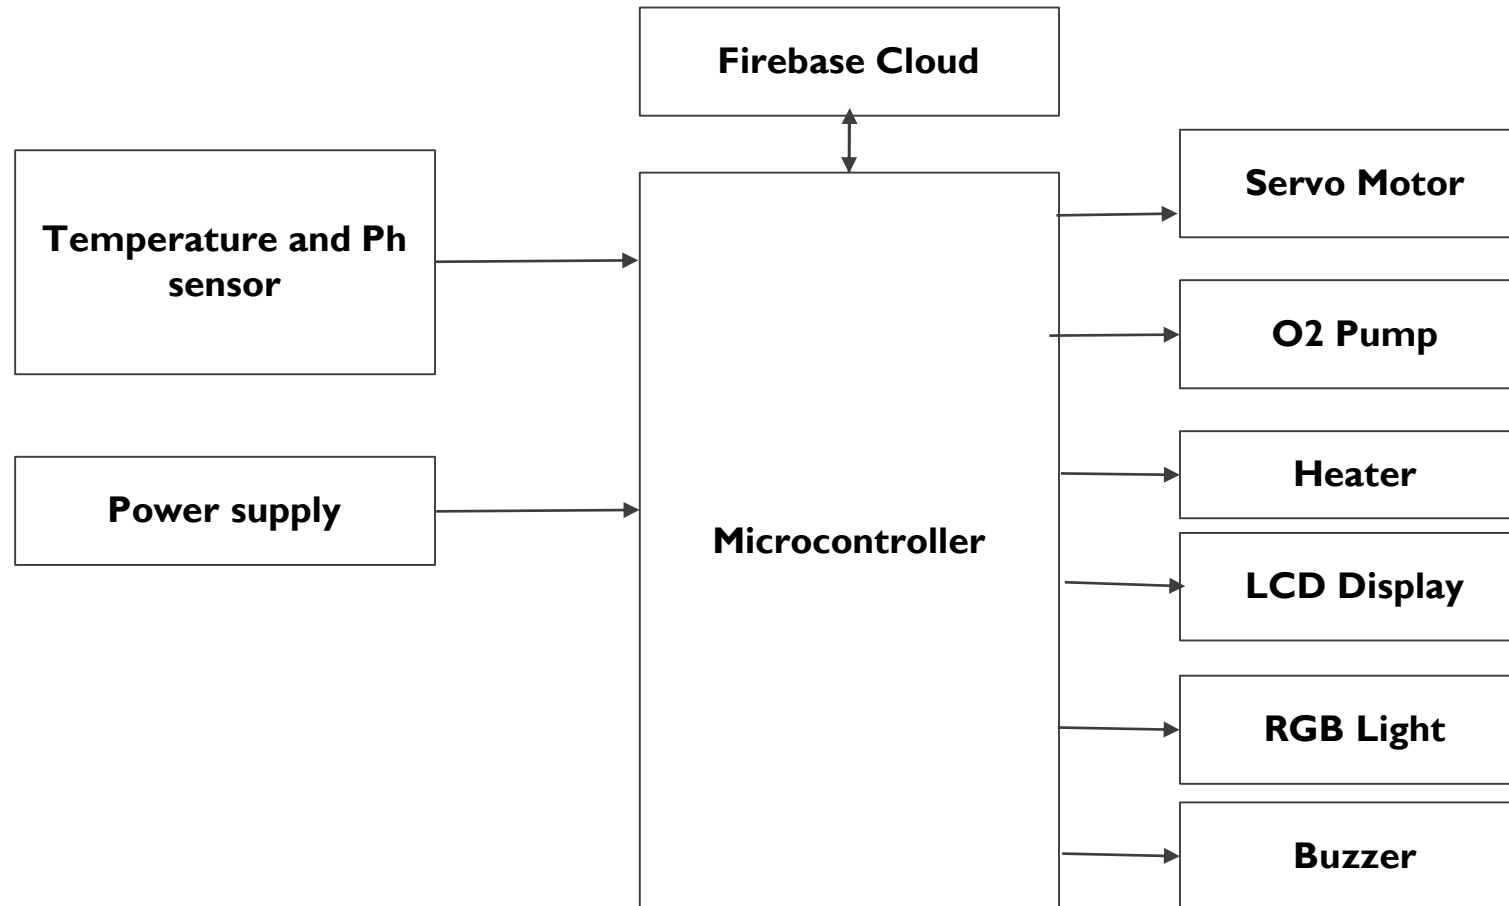 Firebase Cloud
Temperature and Ph
sensor
Power supply
Microcontroller
Servo Motor
O2 Pump
Heater
LCD Display
RGB Light
Buzzer